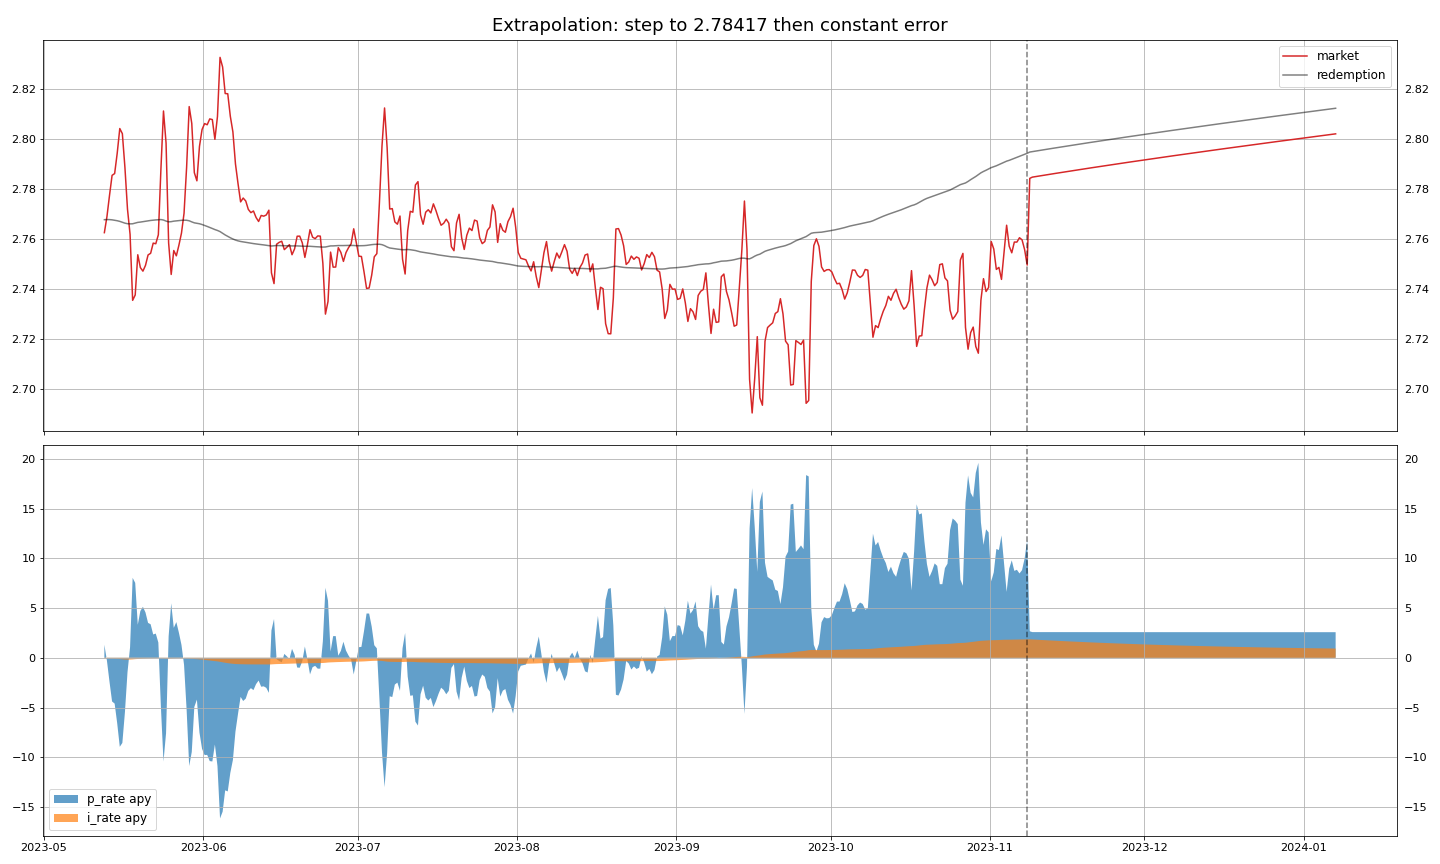 Extrapolation: step to 2.78417 then constant error
market
redemption
2.82 2.82
2.80 2.80
2.78 2.78
2.76 2.76
2.74 2.74
2.72 2.72
2.70 2.70
20 20
15 15
10 10
5 5
0 0
−5 −5
−10 −10
−15 −15
p_rate apy
i_rate apy
2023-05 2023-06 2023-07 2023-08 2023-09 2023-10 2023-11 2023-12 2024-01